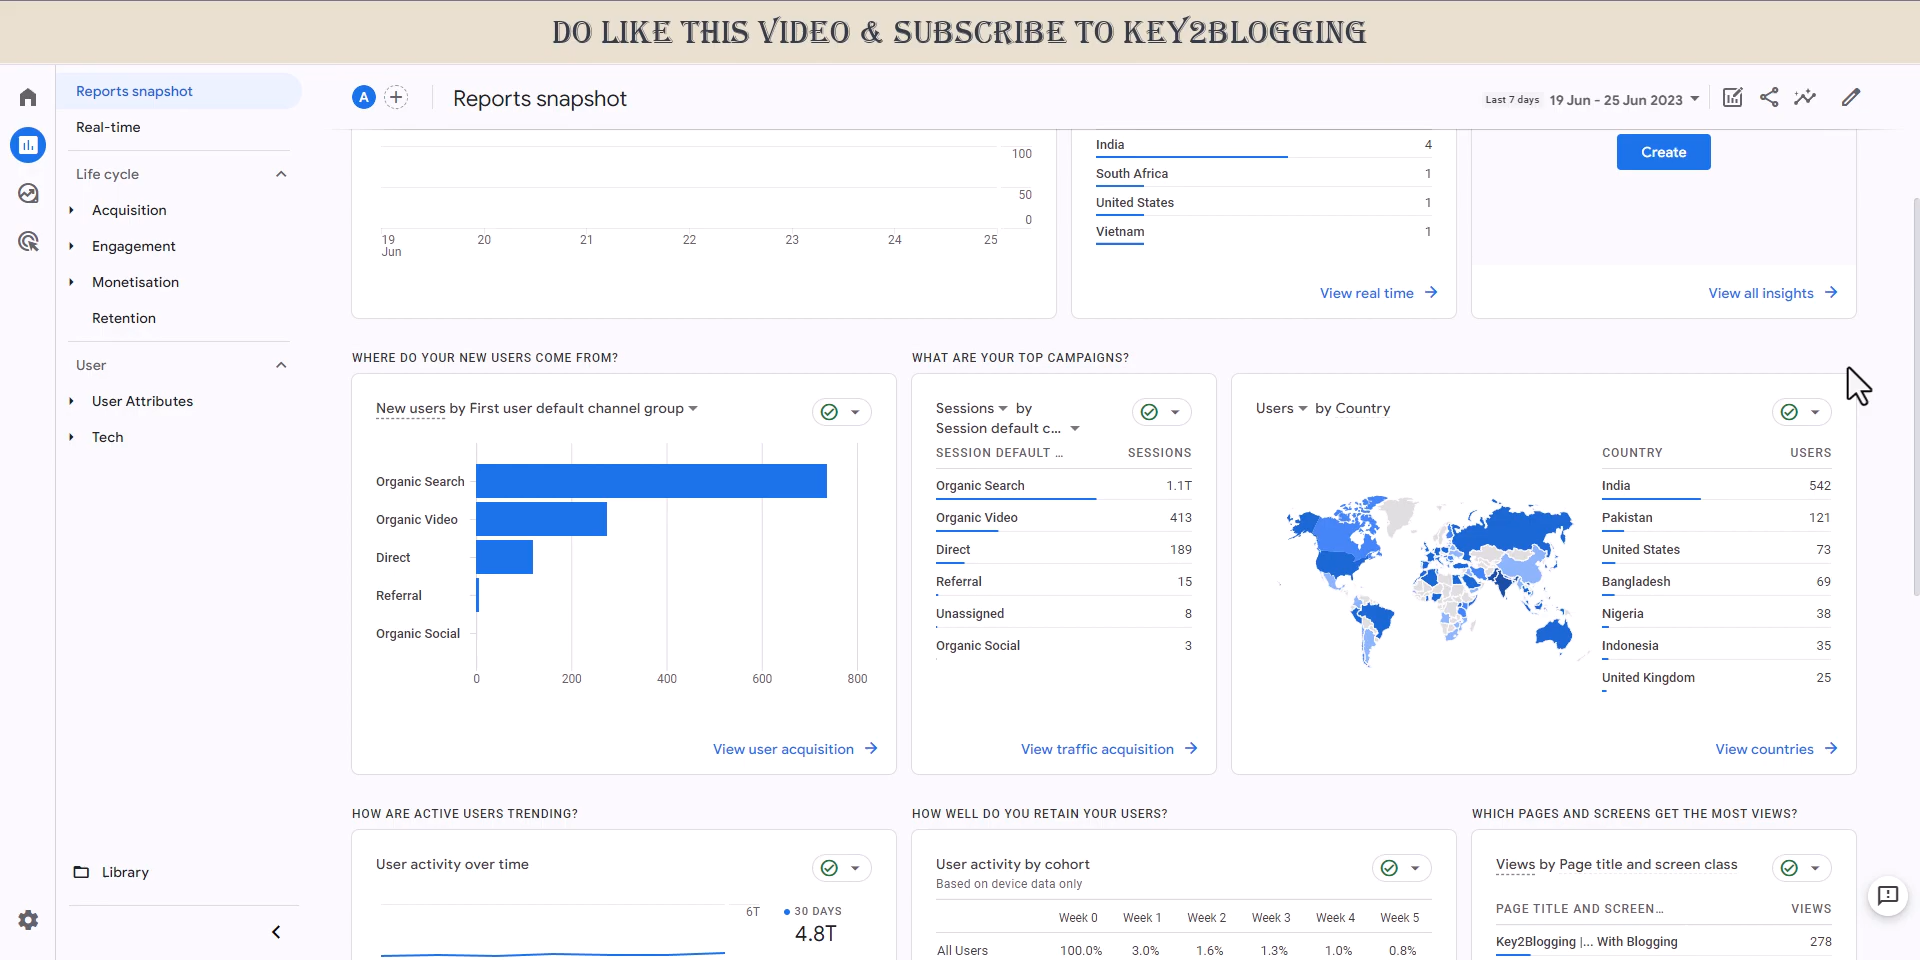 DO LIKE THIS VIDEO & SUBSCRIBE TO KEY2BLOGGING
Reports snapshot
Real-time
Life cycle
Acquisition
Engagement
Monetisation
Retention
User
User Attributes
Tech
Library
A
Reports snapshot
Last 7 days 19 Jun - 25 Jun 2023
100
50
0
19 20 21 22 23 24 25
Jun
India 4
South Africa 1
United States 1
Vietnam 1
View real time
Create
View all insights
WHERE DO YOUR NEW USERS COME FROM?
New users by First user default channel group
Organic Search
Organic Video
Direct
Referral
Organic Social
0 200 400 600 800
View user acquisition
WHAT ARE YOUR TOP CAMPAIGNS?
Sessions by
Session default c...
SESSION DEFAULT ... SESSIONS
Organic Search 1.1T
Organic Video 413
Direct 189
Referral 15
Unassigned 8
Organic Social 3
View traffic acquisition
Users by Country
COUNTRY USERS
India 542
Pakistan 121
United States 73
Bangladesh 69
Nigeria 38
Indonesia 35
United Kingdom 25
View countries
HOW ARE ACTIVE USERS TRENDING?
User activity over time
6T
30 DAYS
4.8T
HOW WELL DO YOU RETAIN YOUR USERS?
User activity by cohort
Based on device data only
Week 0 Week 1 Week 2 Week 3 Week 4 Week 5
All Users 100.0% 3.0% 1.6% 1.3% 1.0% 0.8%
WHICH PAGES AND SCREENS GET THE MOST VIEWS?
Views by Page title and screen class
PAGE TITLE AND SCREEN... VIEWS
Key2Blogging |... With Blogging 278